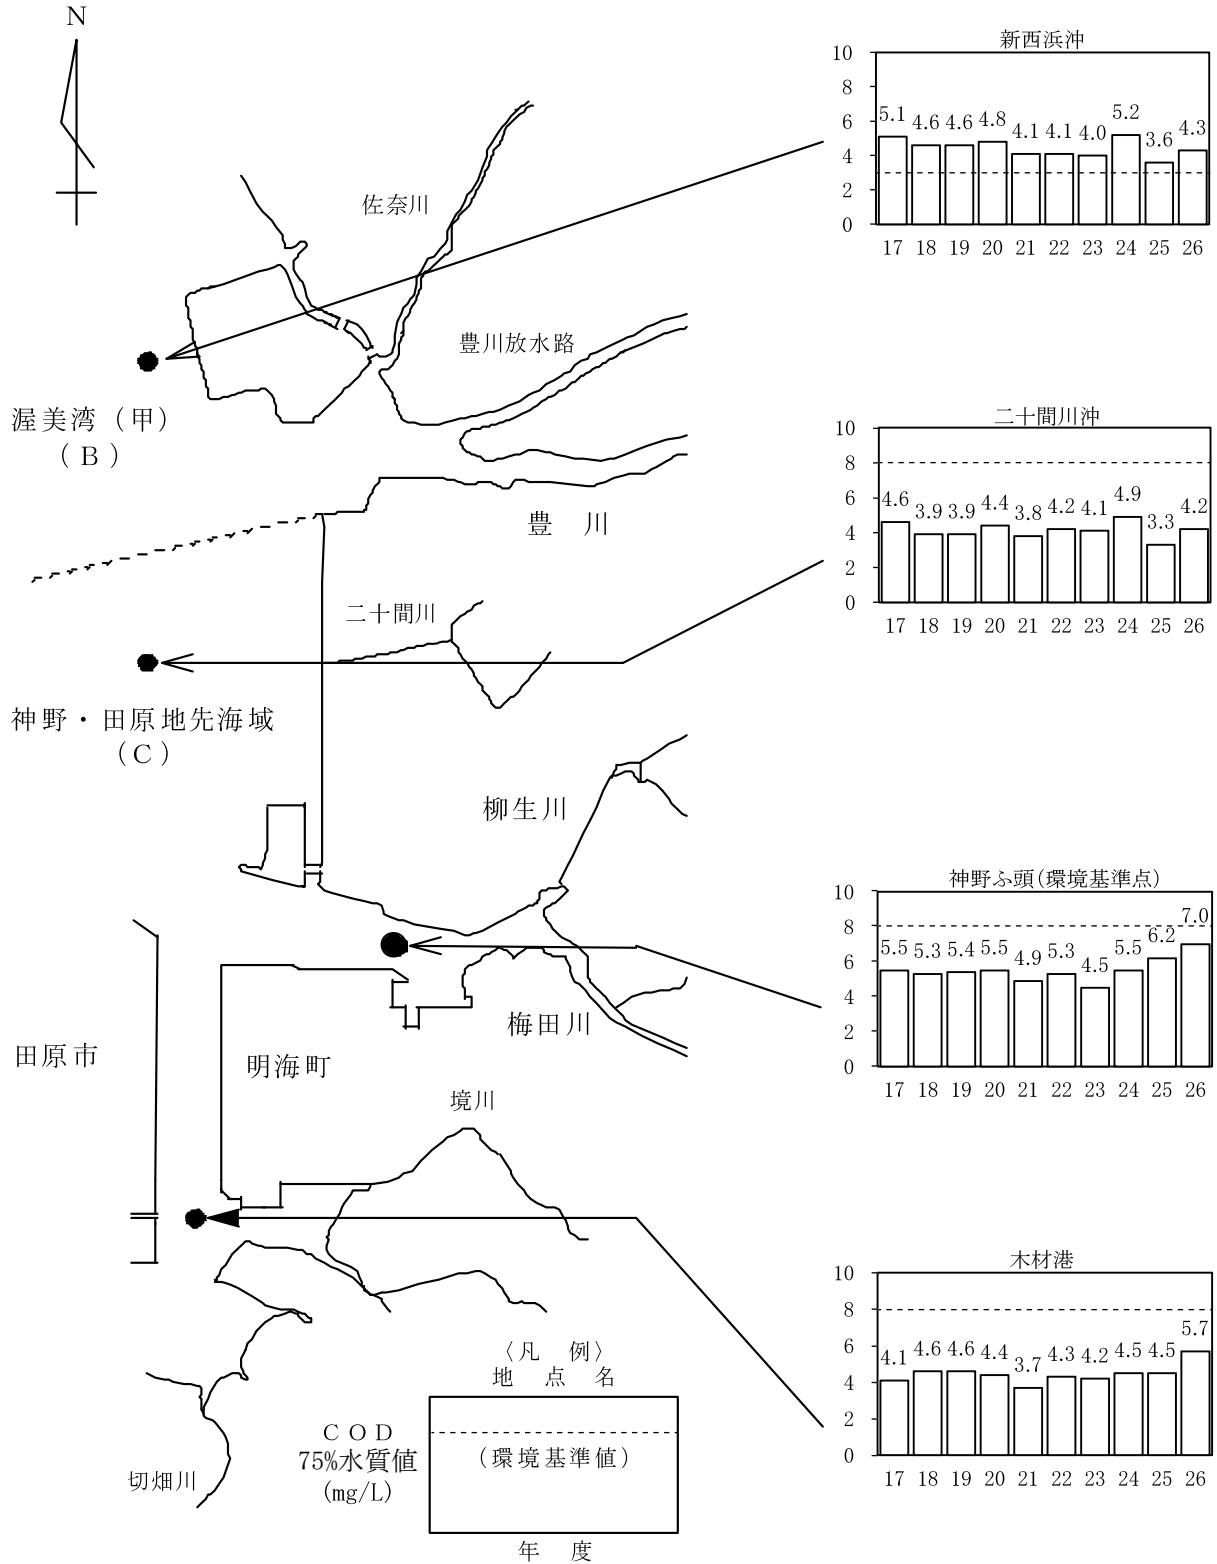 N
佐奈川
豊川放水路
渥美湾（甲）
（B）
豊　川
二十間川
神野・田原地先海域
（C）
柳生川
梅田川
田原市
明海町
境川
切畑川
〈凡　例〉
地　点　名
COD
75%水質値
(mg/L)
（環境基準値）
年　度
新西浜沖
10
8
6
4
2
0
5.1 4.6 4.6 4.8 4.1 4.1 4.0 5.2 3.6 4.3
17 18 19 20 21 22 23 24 25 26
二十間川沖
10
8
6
4
2
0
4.6 3.9 3.9 4.4 3.8 4.2 4.1 4.9 3.3 4.2
17 18 19 20 21 22 23 24 25 26
神野ふ頭(環境基準点)
10
8
6
4
2
0
5.5 5.3 5.4 5.5 4.9 5.3 4.5 5.5 6.2 7.0
17 18 19 20 21 22 23 24 25 26
木材港
10
8
6
4
2
0
4.1 4.6 4.6 4.4 3.7 4.3 4.2 4.5 4.5 5.7
17 18 19 20 21 22 23 24 25 26